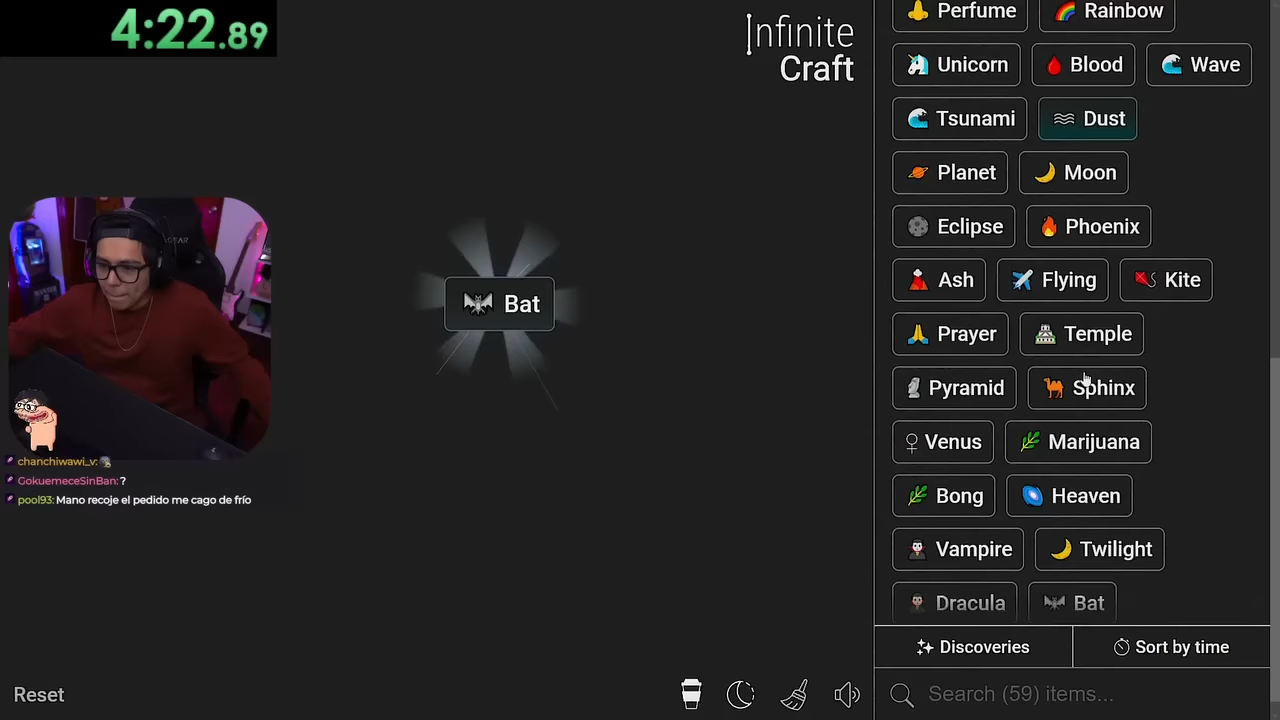 4:22.89
Infinite
Craft
Perfume Rainbow
Unicorn Blood Wave
Tsunami Dust
Planet Moon
Eclipse Phoenix
Ash Flying Kite
Prayer Temple
Pyramid Sphinx
Venus Marijuana
Bong Heaven
Vampire Twilight
Dracula Bat
Bat
chanchiwawi_v:
GokuemeceSinBan: ?
pool93: Mano recoje el pedido me cago de frío
Discoveries Sort by time
Search (59) items...
Reset